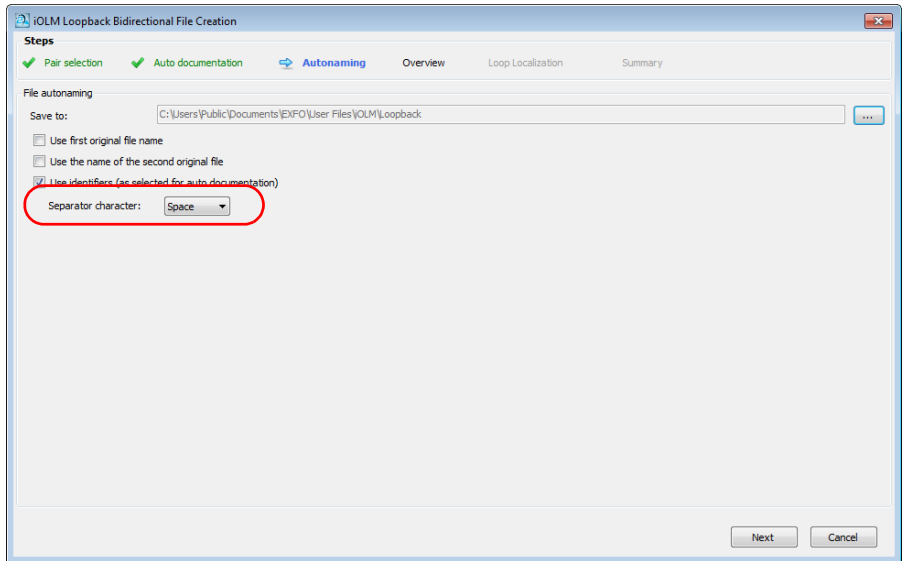 iOLM Loopback Bidirectional File Creation
Steps
Pair selection Auto documentation Autonaming Overview Loop Localization Summary
File autonaming
Save to: C:\Users\Public\Documents\EXFO\User Files\iOLM\Loopback ...
Use first original file name
Use the name of the second original file
Use identifiers (as selected for auto documentation)
Separator character: Space
Next Cancel